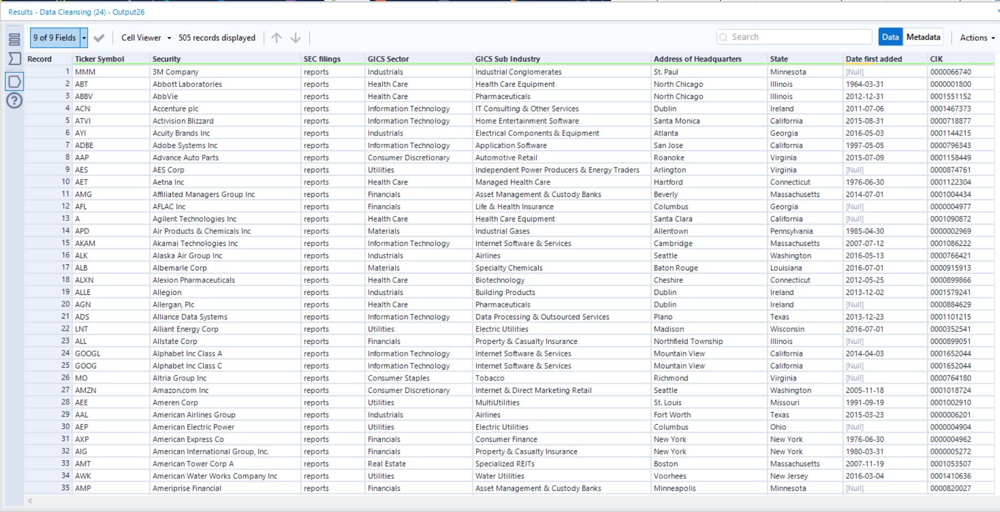 Results - Data Cleansing (24) - Output26
9 of 9 Fields Cell Viewer 505 records displayed Search Data Metadata Actions
Record Ticker Symbol Security SEC filings GICS Sector GICS Sub Industry Address of Headquarters State Date first added CIK
1 MMM 3M Company reports Industrials Industrial Conglomerates St. Paul Minnesota [Null] 0000066740
2 ABT Abbott Laboratories reports Health Care Health Care Equipment North Chicago Illinois 1964-03-31 0000001800
3 ABBV AbbVie reports Health Care Pharmaceuticals North Chicago Illinois 2012-12-31 0001551152
4 ACN Accenture plc reports Information Technology IT Consulting & Other Services Dublin Ireland 2011-07-06 0001467373
5 ATVI Activision Blizzard reports Information Technology Home Entertainment Software Santa Monica California 2015-08-31 0000718877
6 AYI Acuity Brands Inc reports Industrials Electrical Components & Equipment Atlanta Georgia 2016-05-03 0001144215
7 ADBE Adobe Systems Inc reports Information Technology Application Software San Jose California 1997-05-05 0000796343
8 AAP Advance Auto Parts reports Consumer Discretionary Automotive Retail Roanoke Virginia 2015-07-09 0001158449
9 AES AES Corp reports Utilities Independent Power Producers & Energy Traders Arlington Virginia [Null] 0000874761
10 AET Aetna Inc reports Health Care Managed Health Care Hartford Connecticut 1976-06-30 0001122304
11 AMG Affiliated Managers Group Inc reports Financials Asset Management & Custody Banks Beverly Massachusetts 2014-07-01 0001004434
12 AFL AFLAC Inc reports Financials Life & Health Insurance Columbus Georgia [Null] 0000004977
13 A Agilent Technologies Inc reports Health Care Health Care Equipment Santa Clara California [Null] 0001090872
14 APD Air Products & Chemicals Inc reports Materials Industrial Gases Allentown Pennsylvania 1985-04-30 0000002969
15 AKAM Akamai Technologies Inc reports Information Technology Internet Software & Services Cambridge Massachusetts 2007-07-12 0001086222
16 ALK Alaska Air Group Inc reports Industrials Airlines Seattle Washington 2016-05-13 0000766421
17 ALB Albemarle Corp reports Materials Specialty Chemicals Baton Rouge Louisiana 2016-07-01 0000915913
18 ALXN Alexion Pharmaceuticals reports Health Care Biotechnology Cheshire Connecticut 2012-05-25 0000899866
19 ALLE Allegion reports Industrials Building Products Dublin Ireland 2013-12-02 0001579241
20 AGN Allergan, Plc reports Health Care Pharmaceuticals Dublin Ireland [Null] 0000884629
21 ADS Alliance Data Systems reports Information Technology Data Processing & Outsourced Services Plano Texas 2013-12-23 0001101215
22 LNT Alliant Energy Corp reports Utilities Electric Utilities Madison Wisconsin 2016-07-01 0000352541
23 ALL Allstate Corp reports Financials Property & Casualty Insurance Northfield Township Illinois [Null] 0000899051
24 GOOGL Alphabet Inc Class A reports Information Technology Internet Software & Services Mountain View California 2014-04-03 0001652044
25 GOOG Alphabet Inc Class C reports Information Technology Internet Software & Services Mountain View California [Null] 0001652044
26 MO Altria Group Inc reports Consumer Staples Tobacco Richmond Virginia [Null] 0000764180
27 AMZN Amazon.com Inc reports Consumer Discretionary Internet & Direct Marketing Retail Seattle Washington 2005-11-18 0001018724
28 AEE Ameren Corp reports Utilities MultiUtilities St. Louis Missouri 1991-09-19 0001002910
29 AAL American Airlines Group reports Industrials Airlines Fort Worth Texas 2015-03-23 0000006201
30 AEP American Electric Power reports Utilities Electric Utilities Columbus Ohio [Null] 0000004904
31 AXP American Express Co reports Financials Consumer Finance New York New York 1976-06-30 0000004962
32 AIG American International Group, Inc. reports Financials Property & Casualty Insurance New York New York 1980-03-31 0000005272
33 AMT American Tower Corp A reports Real Estate Specialized REITs Boston Massachusetts 2007-11-19 0001053507
34 AWK American Water Works Company Inc reports Utilities Water Utilities Voorhees New Jersey 2016-03-04 0001410636
35 AMP Ameriprise Financial reports Financials Asset Management & Custody Banks Minneapolis Minnesota [Null] 0000820027